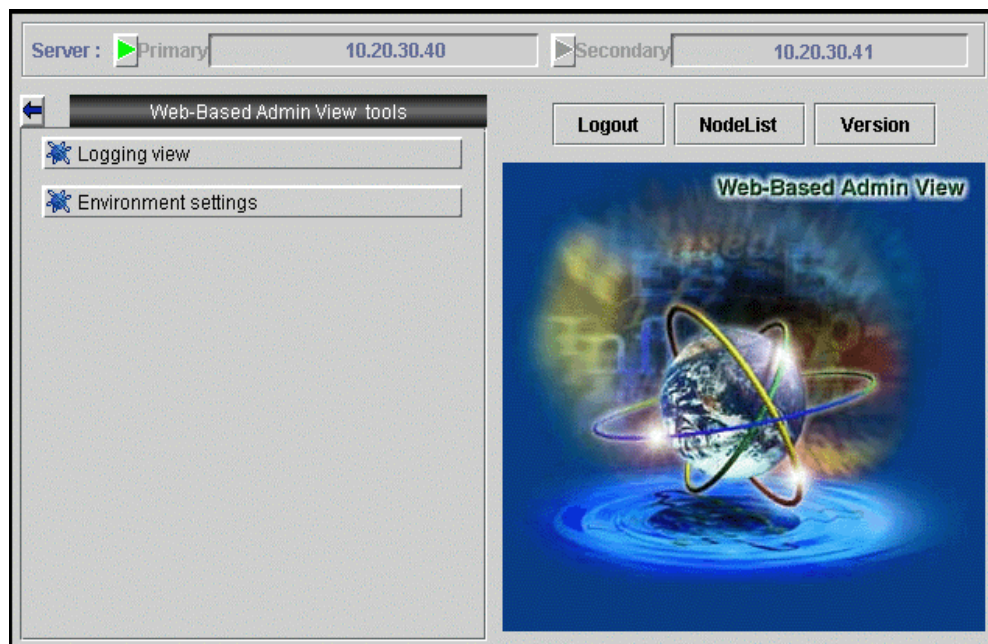 Server : Primary 10.20.30.40 Secondary 10.20.30.41
Web-Based Admin View tools
Logout NodeList Version
Logging view
Environment settings
Web-Based Admin View